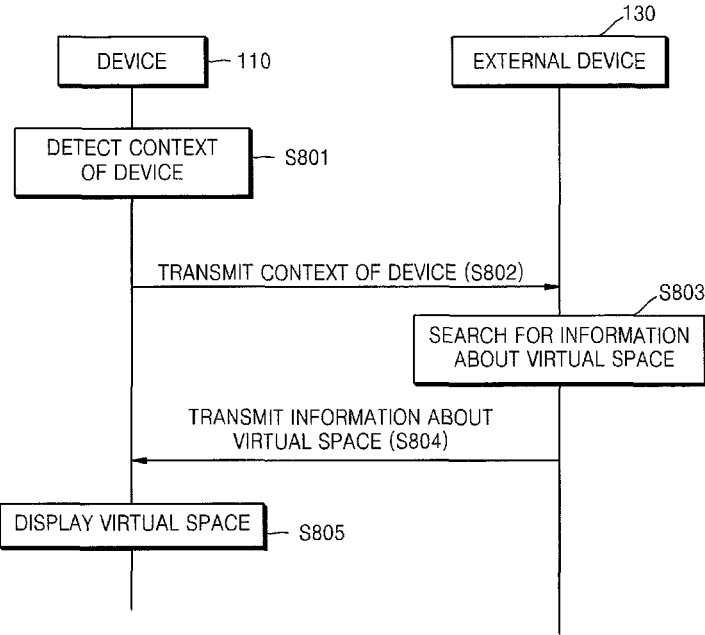 130
DEVICE
110
EXTERNAL DEVICE
DETECT CONTEXT
OF DEVICE
S801
TRANSMIT CONTEXT OF DEVICE (S802)
S803
SEARCH FOR INFORMATION
ABOUT VIRTUAL SPACE
TRANSMIT INFORMATION ABOUT
VIRTUAL SPACE (S804)
DISPLAY VIRTUAL SPACE
S805